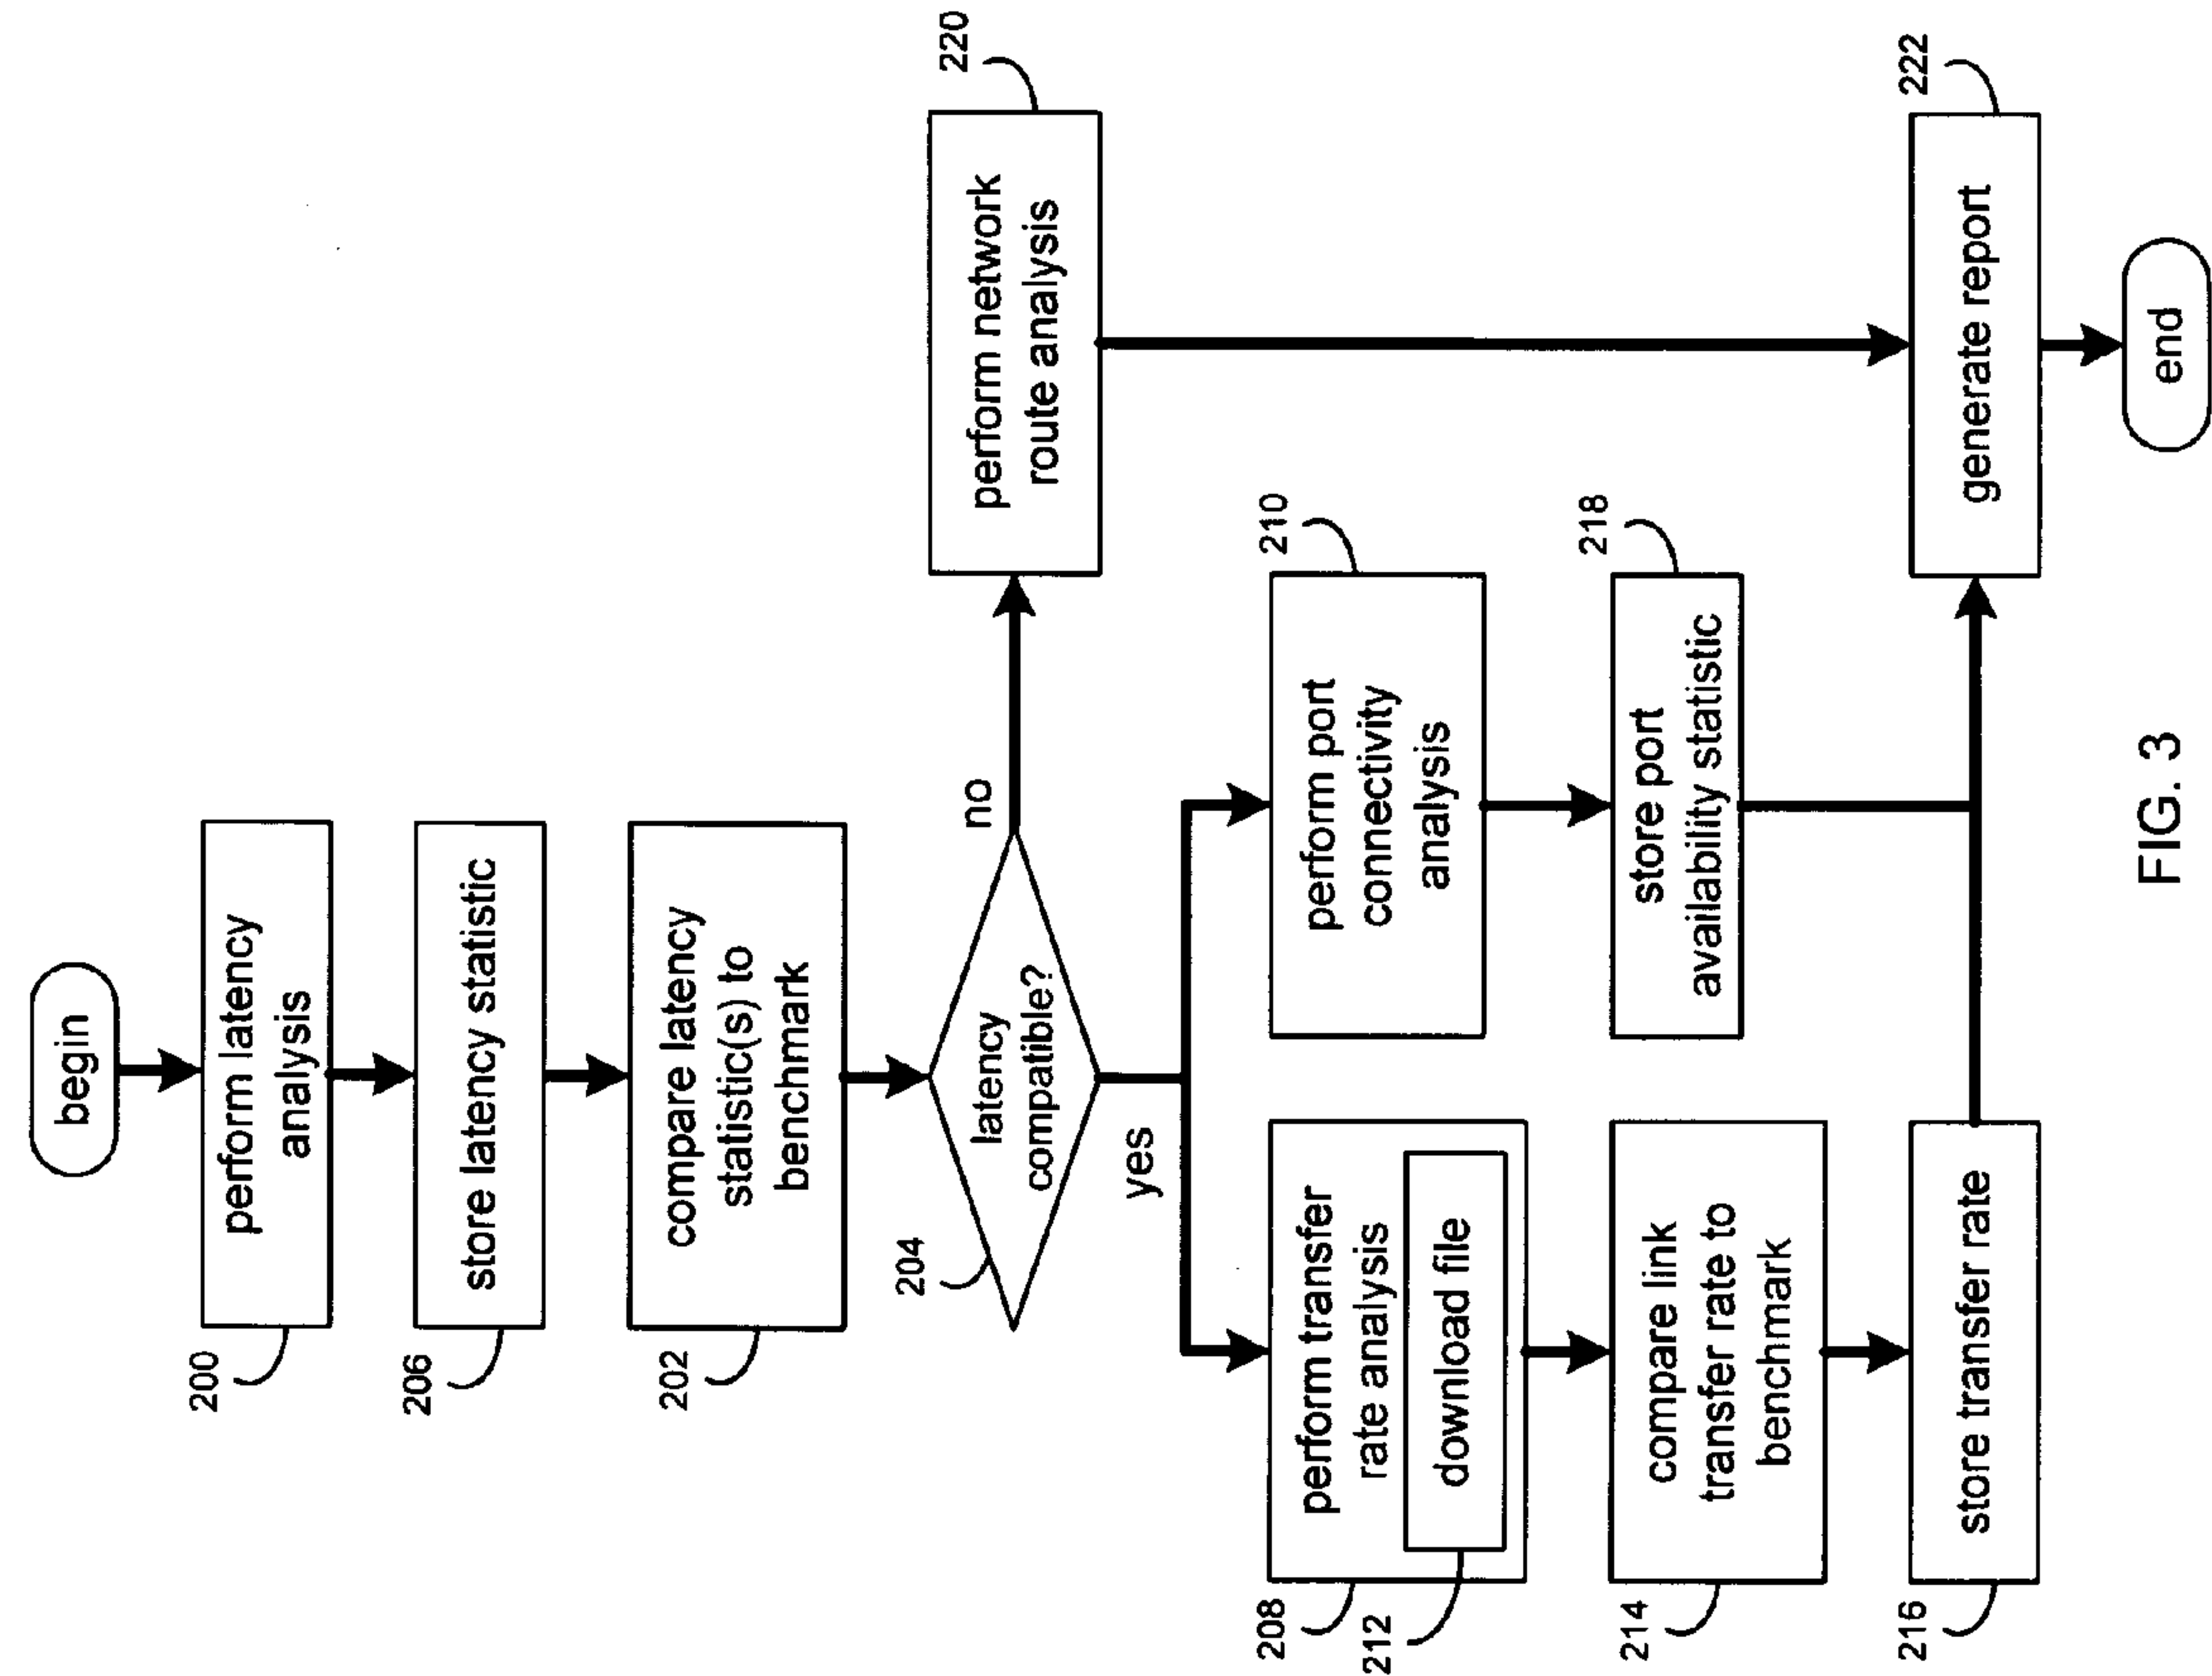 begin
200
perform latency
analysis
206
store latency statistic
202
compare latency
statistic(s) to
benchmark
204
latency
compatible?
no
yes
220
perform network
route analysis
208
perform transfer
rate analysis
212
download file
210
perform port
connectivity
analysis
214
compare link
transfer rate to
benchmark
218
store port
availability statistic
216
store transfer rate
222
generate report
end
FIG. 3